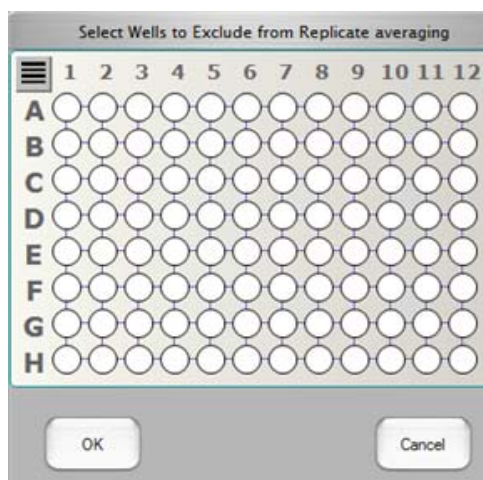 Select Wells to Exclude from Replicate averaging
1 2 3 4 5 6 7 8 9 10 11 12
A
B
C
D
E
F
G
H
OK Cancel